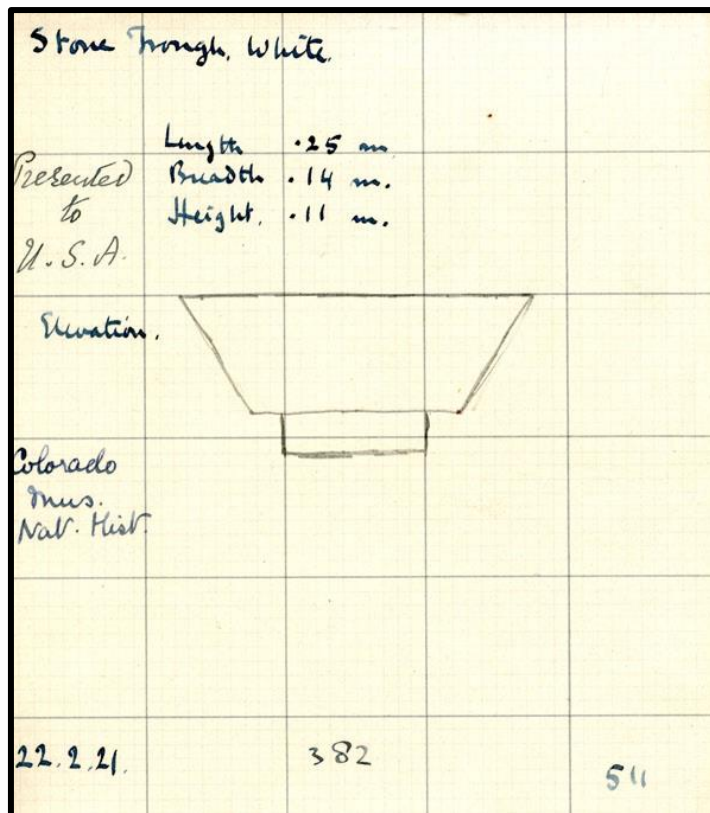 Stone Trough, White.
Length .25 m
Breadth .14 m.
Height. .11 m.
Presented
to
U.S.A.
Elevation.
Colorado
Mus.
Nat. Hist.
22.2.21.
382
511